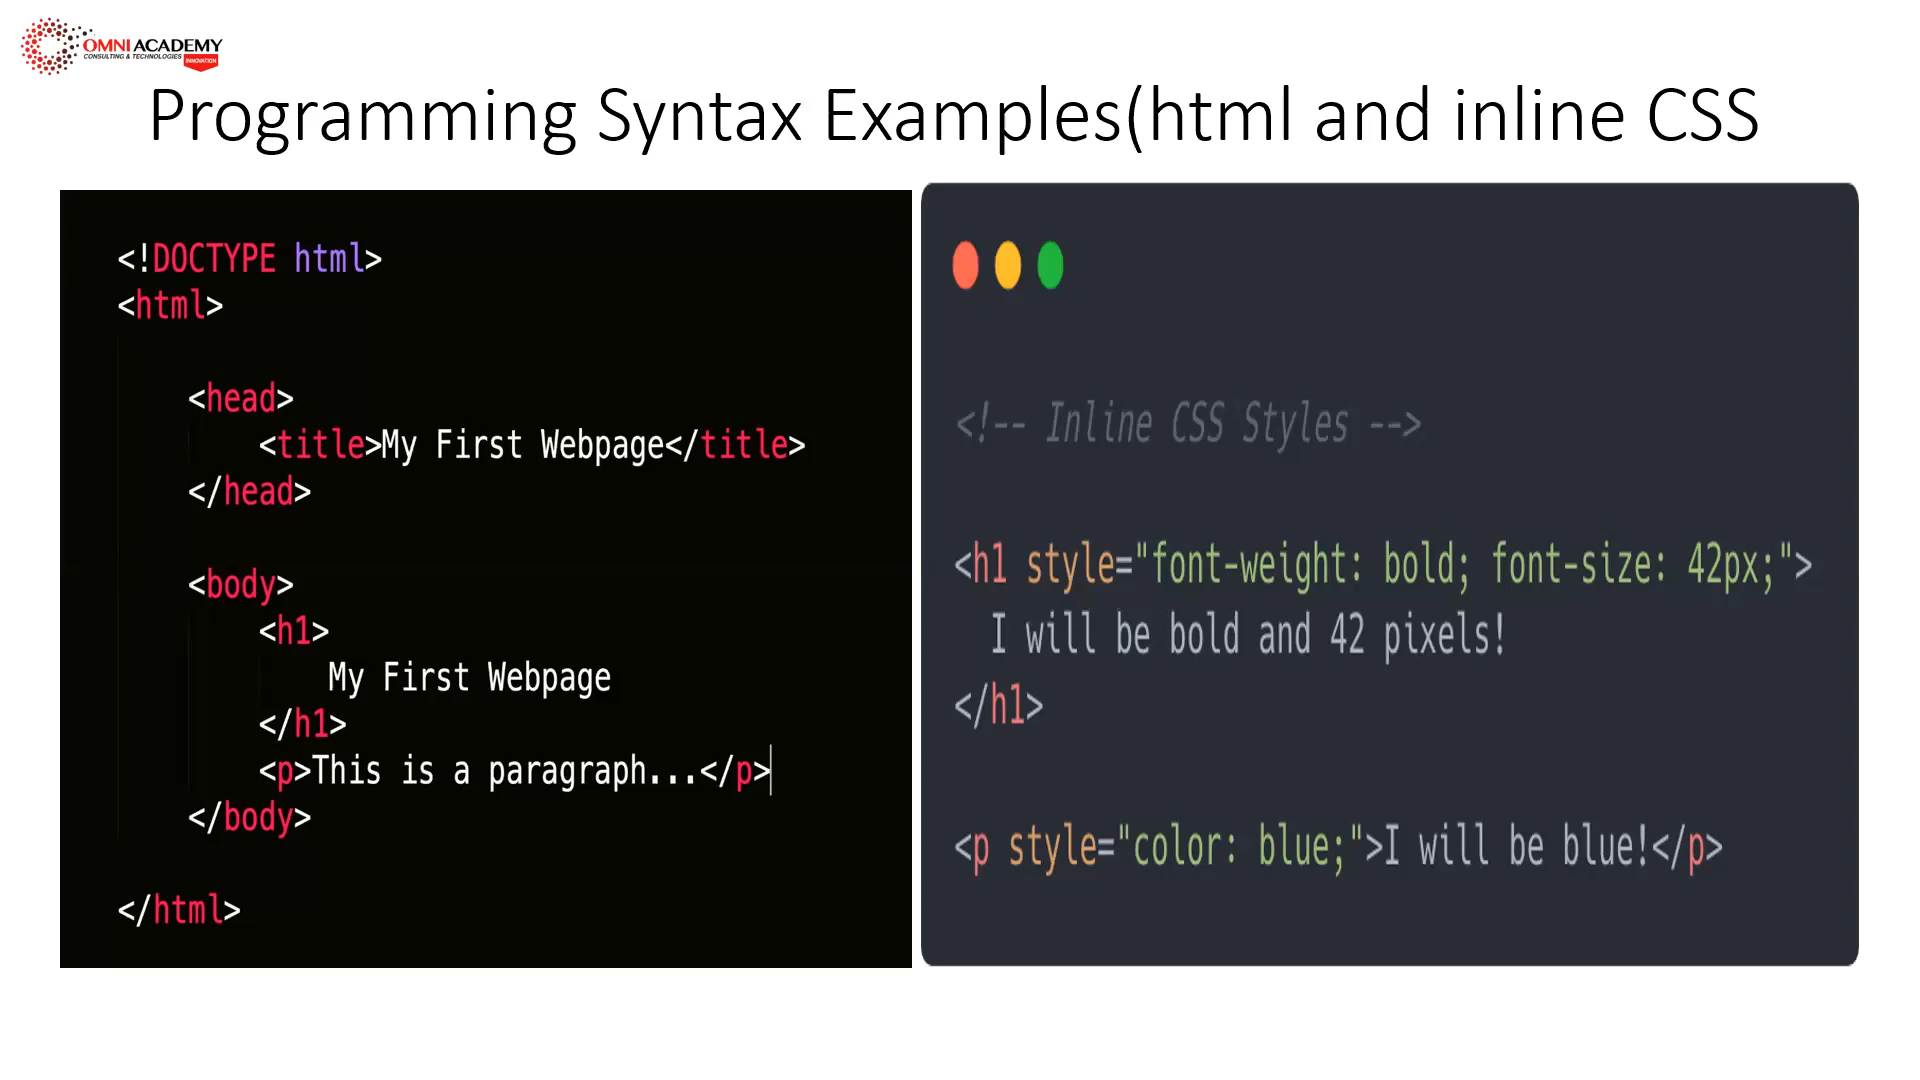 OMNI ACADEMY
CONSULTING & TECHNOLOGIES
INNOVATION
Programming Syntax Examples(html and inline CSS
<!DOCTYPE html>
<html>
<head>
<title>My First Webpage</title>
</head>
<body>
<h1>
My First Webpage
</h1>
<p>This is a paragraph...</p>
</body>
</html>
<!-- Inline CSS Styles -->
<h1 style="font-weight: bold; font-size: 42px;">
I will be bold and 42 pixels!
</h1>
<p style="color: blue;">I will be blue!</p>